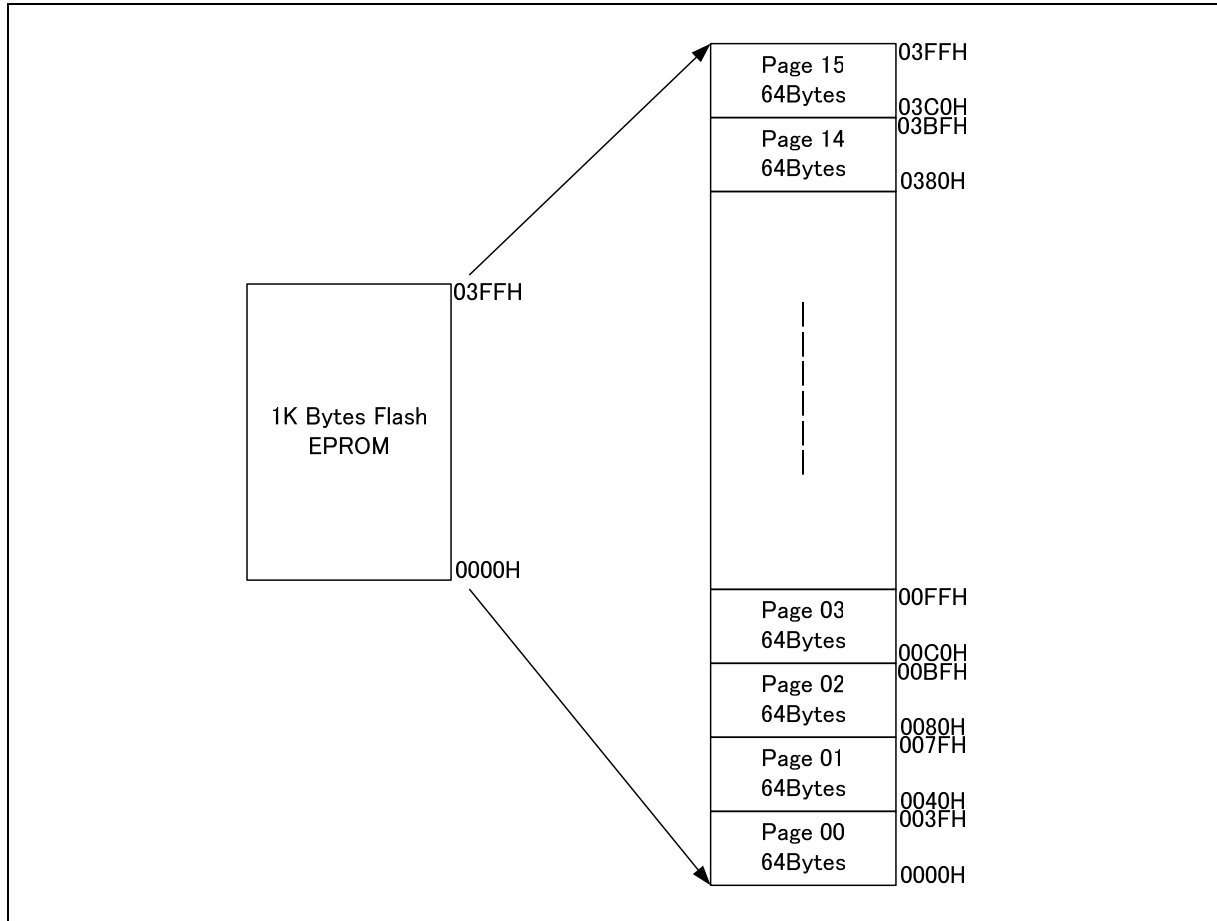 03FFH
Page 15
64Bytes
03C0H
03BFH
Page 14
64Bytes
0380H
03FFH
1K Bytes Flash
EPROM
0000H
00FFH
Page 03
64Bytes
00C0H
00BFH
Page 02
64Bytes
0080H
007FH
Page 01
64Bytes
0040H
003FH
Page 00
64Bytes
0000H